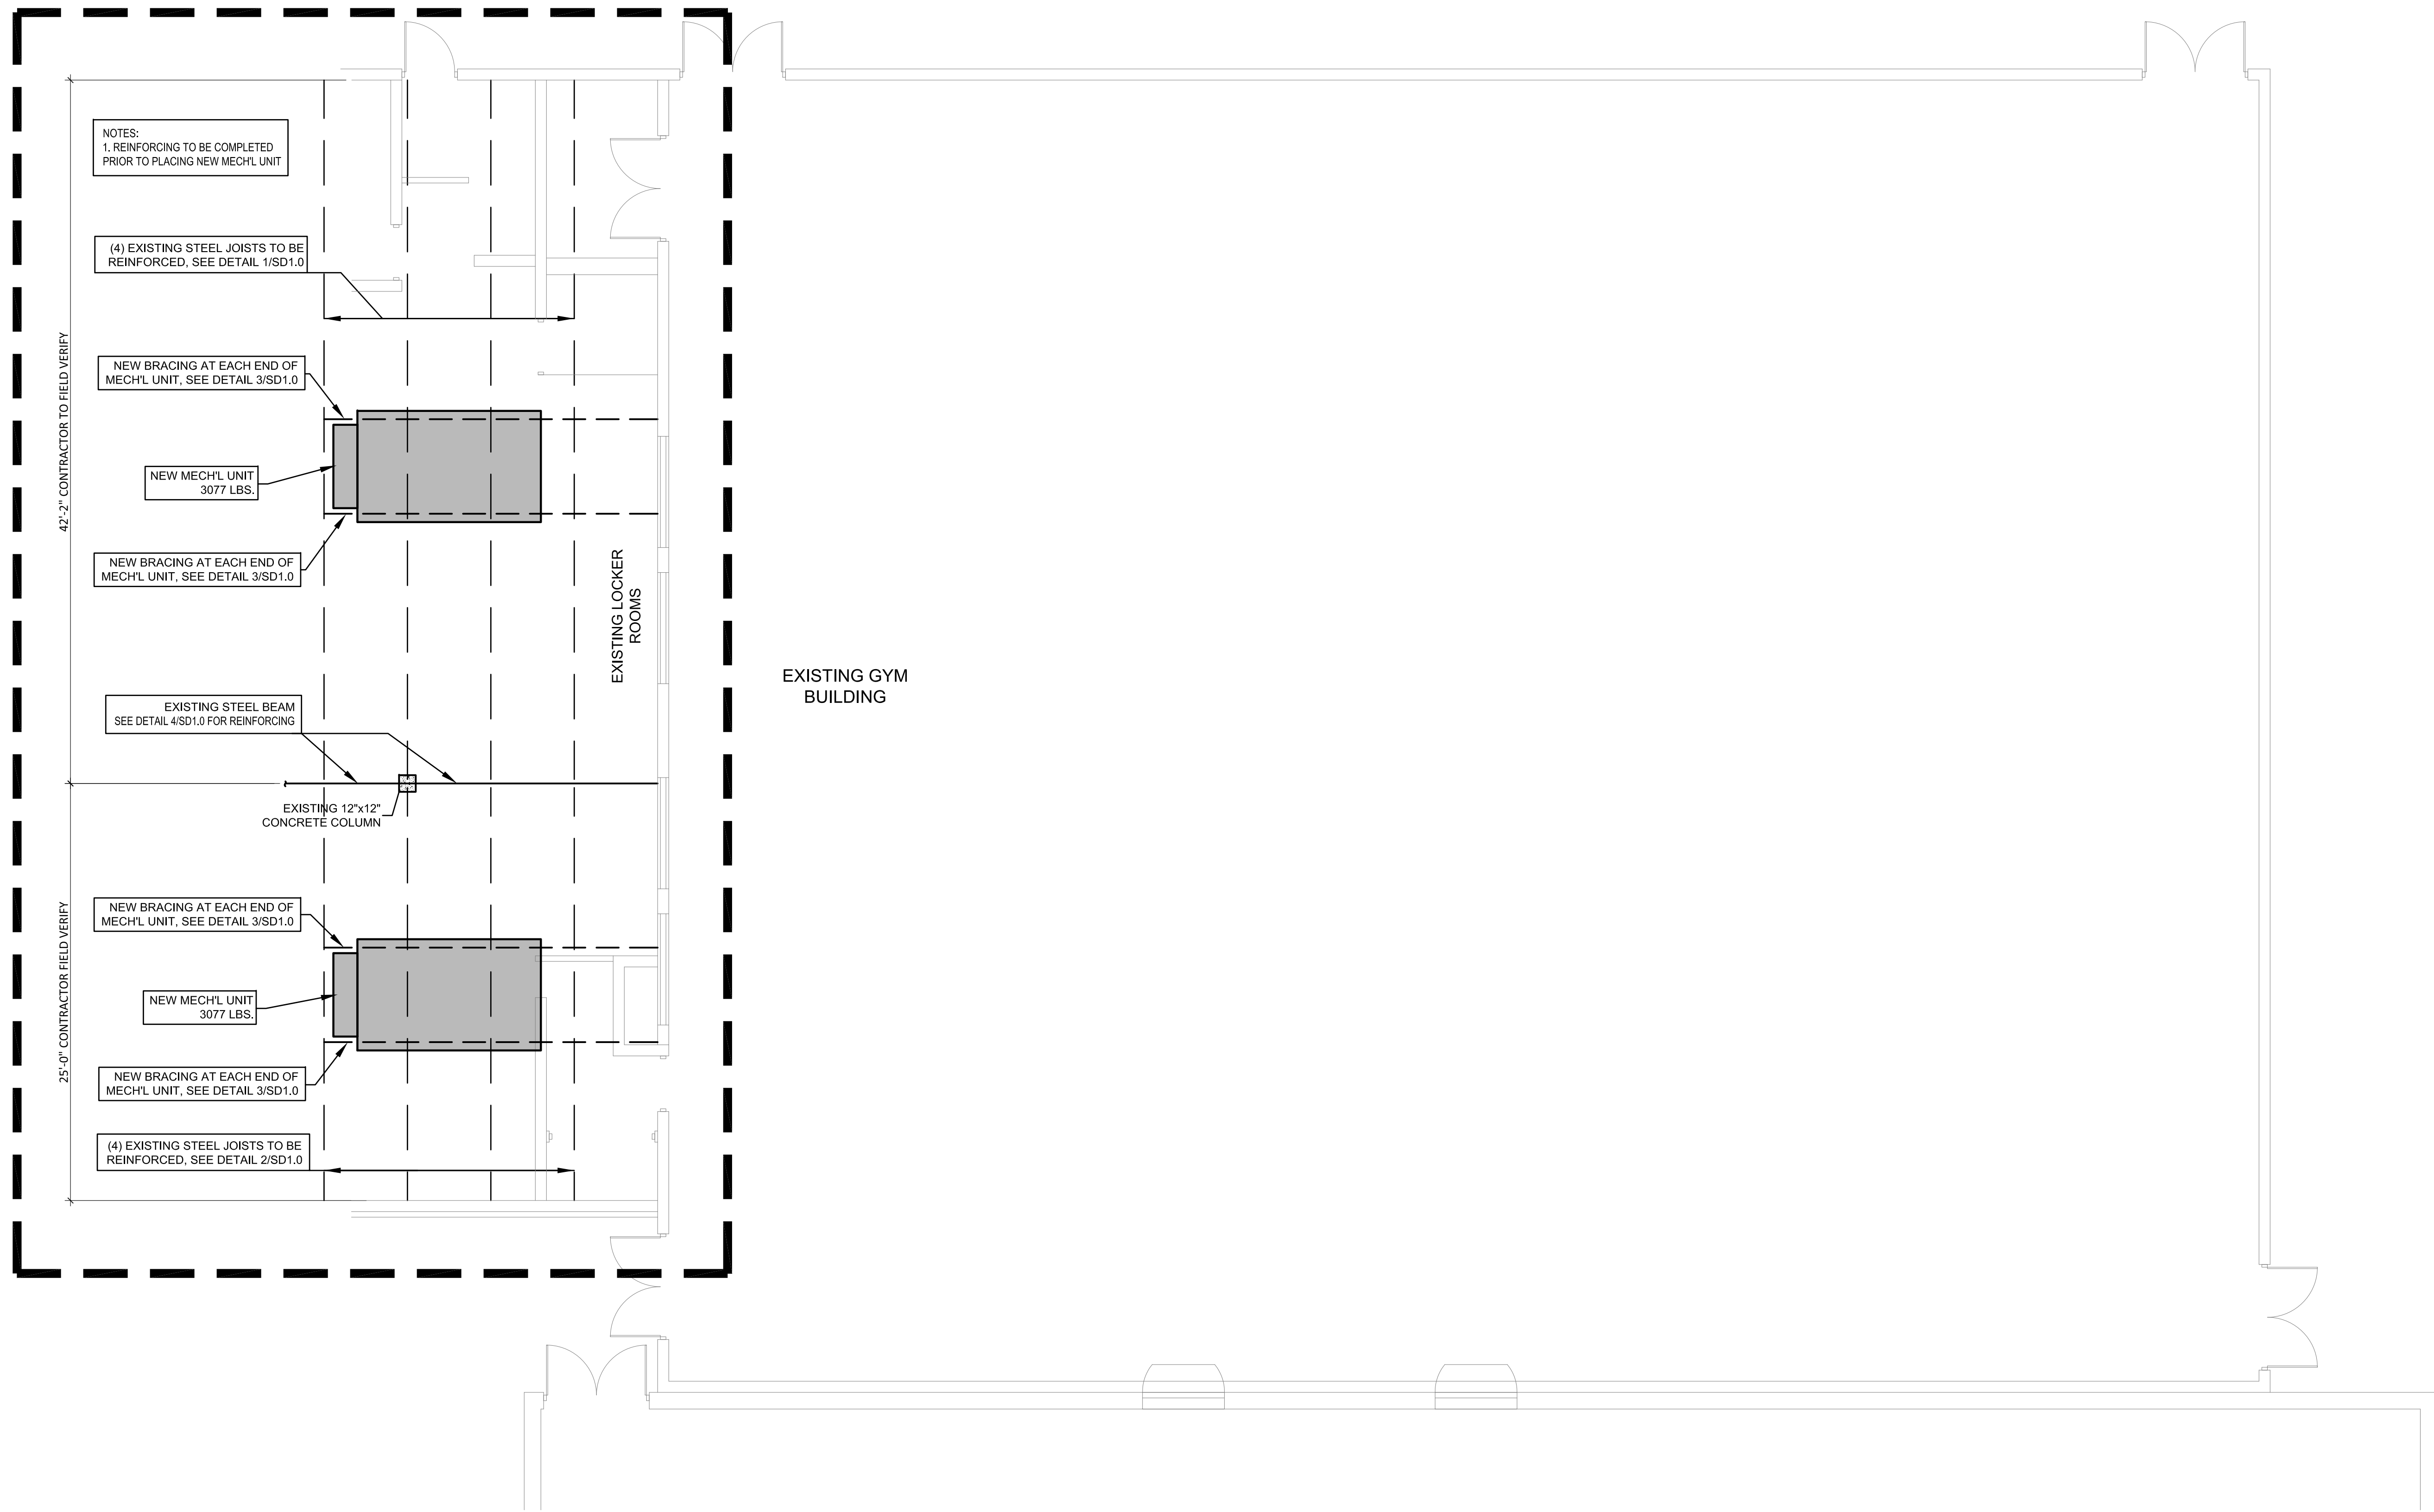 NOTES:
1. REINFORCING TO BE COMPLETED
PRIOR TO PLACING NEW MECH'L UNIT
(4) EXISTING STEEL JOISTS TO BE
REINFORCED, SEE DETAIL 1/SD1.0
42'-2" CONTRACTOR TO FIELD VERIFY
NEW BRACING AT EACH END OF
MECH'L UNIT, SEE DETAIL 3/SD1.0
NEW MECH'L UNIT
3077 LBS.
NEW BRACING AT EACH END OF
MECH'L UNIT, SEE DETAIL 3/SD1.0
EXISTING LOCKER
ROOMS
EXISTING GYM
BUILDING
EXISTING STEEL BEAM
SEE DETAIL 4/SD1.0 FOR REINFORCING
EXISTING 12"x12"
CONCRETE COLUMN
25'-0" CONTRACTOR FIELD VERIFY
NEW BRACING AT EACH END OF
MECH'L UNIT, SEE DETAIL 3/SD1.0
NEW MECH'L UNIT
3077 LBS.
NEW BRACING AT EACH END OF
MECH'L UNIT, SEE DETAIL 3/SD1.0
(4) EXISTING STEEL JOISTS TO BE
REINFORCED, SEE DETAIL 2/SD1.0